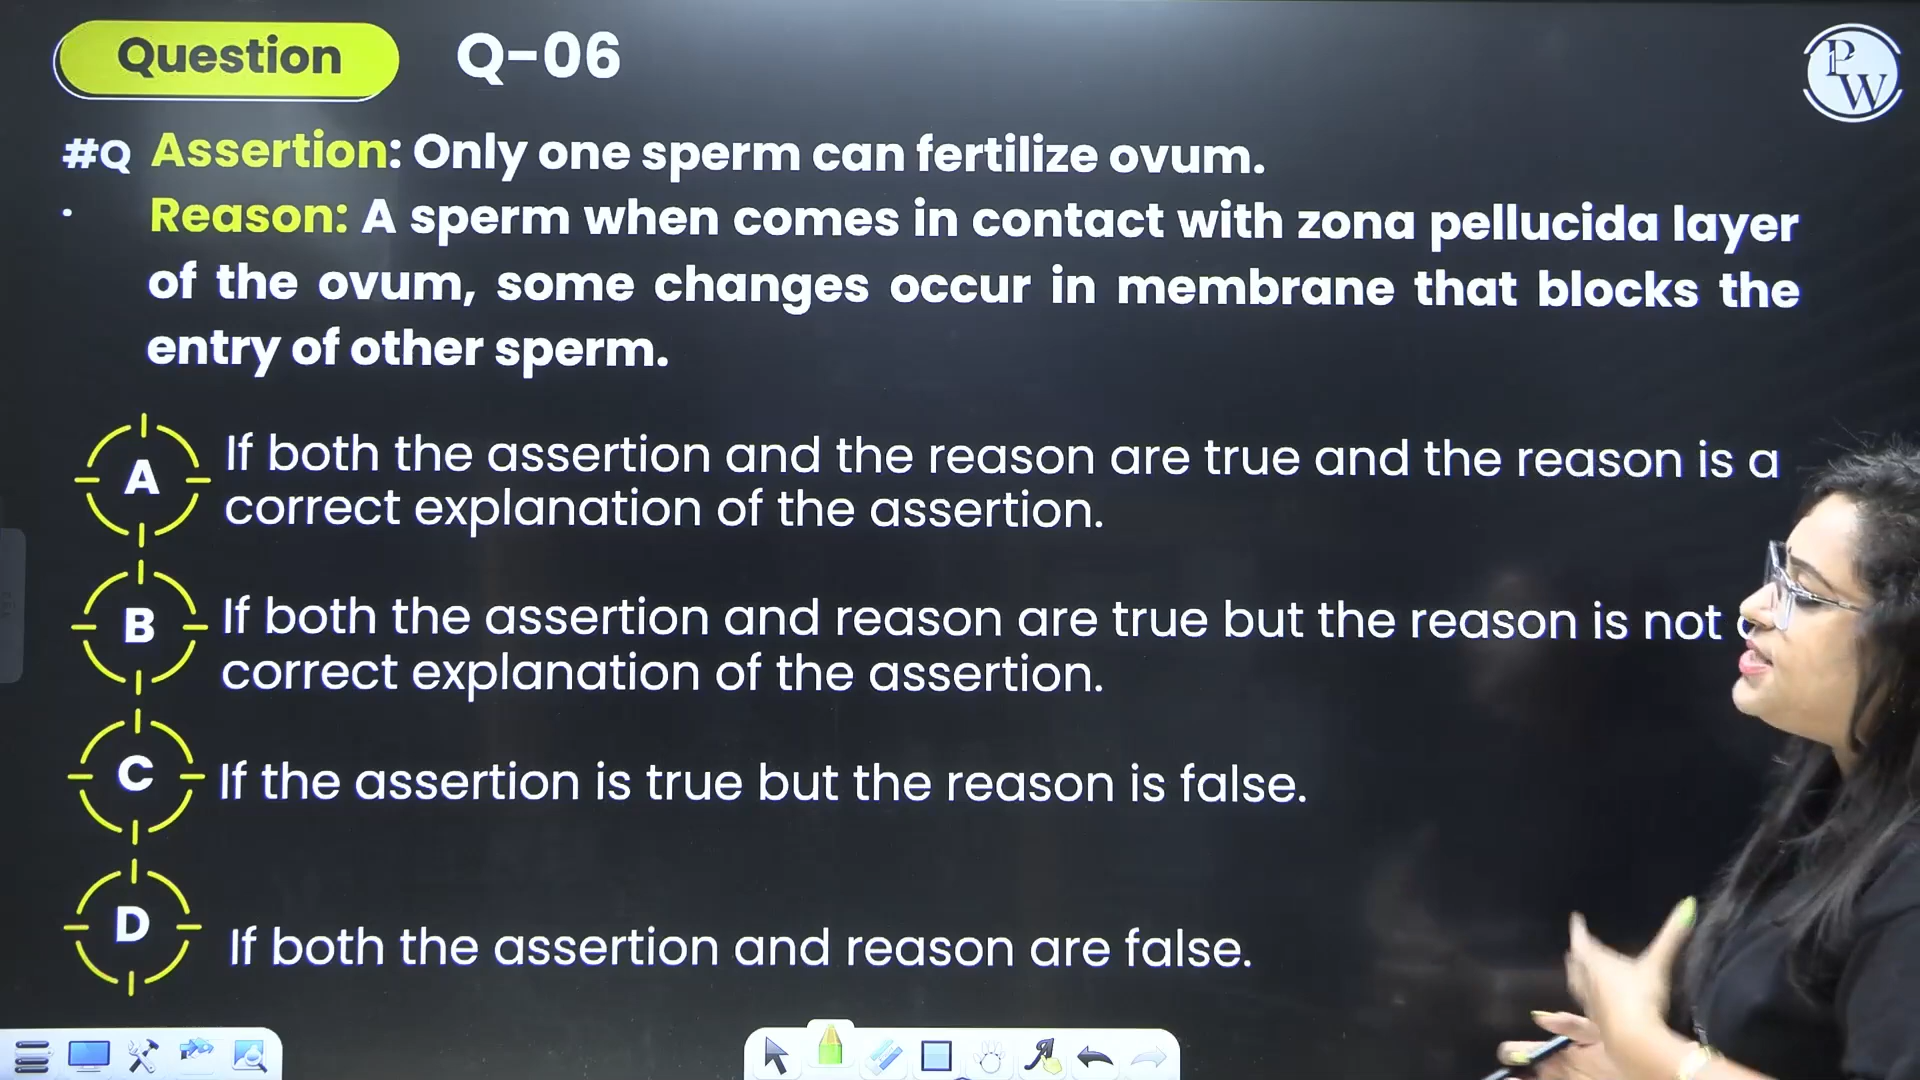 Question Q-06
PW
#Q Assertion: Only one sperm can fertilize ovum.
. Reason: A sperm when comes in contact with zona pellucida layer
of the ovum, some changes occur in membrane that blocks the
entry of other sperm.
A If both the assertion and the reason are true and the reason is a
correct explanation of the assertion.
B If both the assertion and reason are true but the reason is not
correct explanation of the assertion.
C If the assertion is true but the reason is false.
D If both the assertion and reason are false.